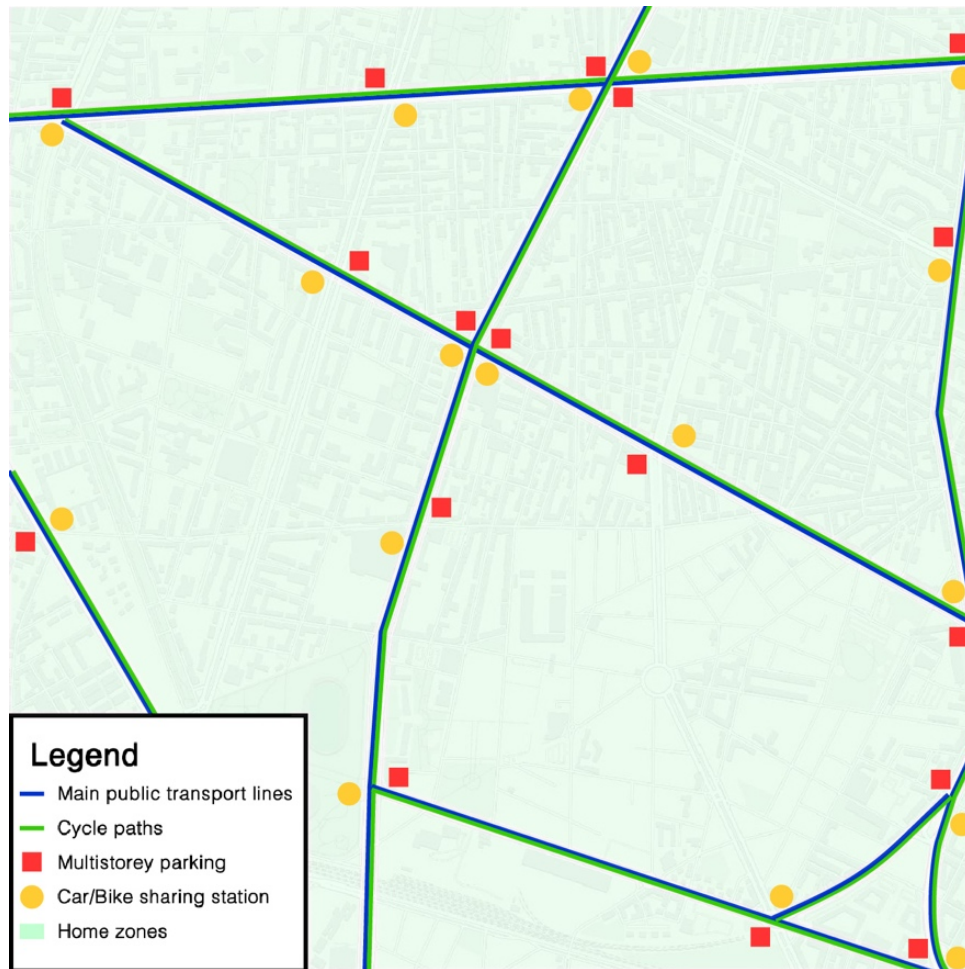 Legend
Main public transport lines
Cycle paths
Multistorey parking
Car/Bike sharing station
Home zones